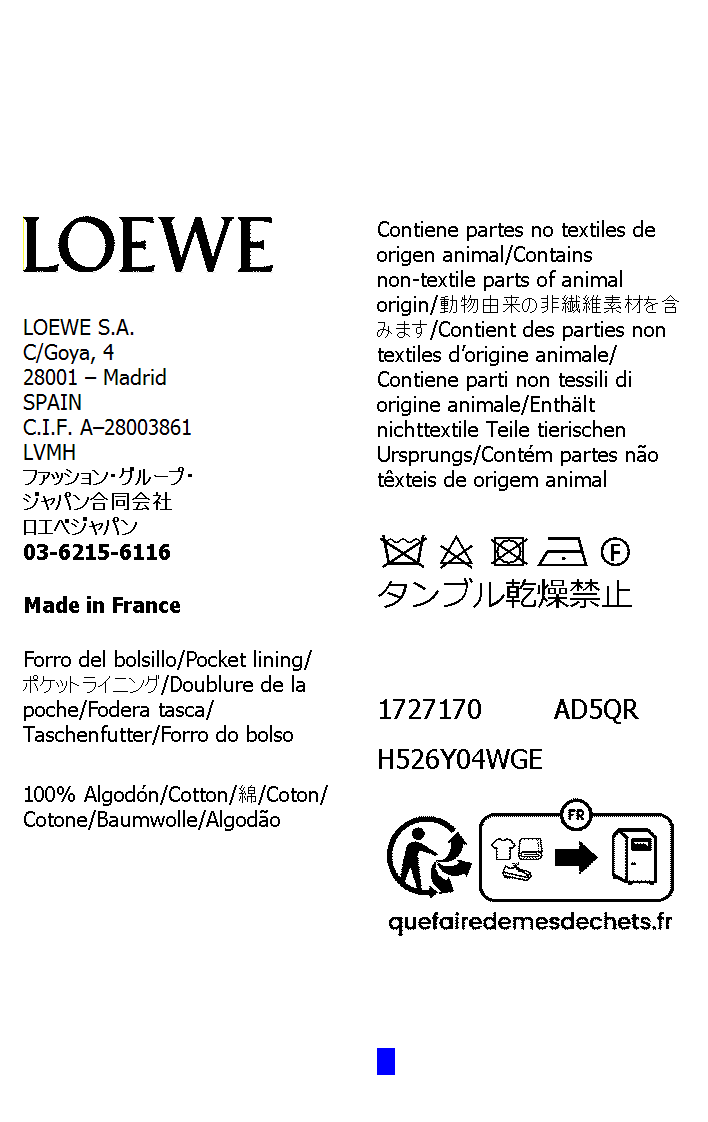 LOEWE
LOEWE S.A.
C/Goya, 4
28001 – Madrid
SPAIN
C.I.F. A–28003861
LVMH
ファッション・グループ・
ジャパン合同会社
ロエベジャパン
03-6215-6116
Made in France
Forro del bolsillo/Pocket lining/
ポケットライニング/Doublure de la
poche/Fodera tasca/
Taschenfutter/Forro do bolso
100% Algodón/Cotton/綿/Coton/
Cotone/Baumwolle/Algodão
Contiene partes no textiles de
origen animal/Contains
non-textile parts of animal
origin/動物由来の非繊維素材を含
みます/Contient des parties non
textiles d’origine animale/
Contiene parti non tessili di
origine animale/Enthält
nichttextile Teile tierischen
Ursprungs/Contém partes não
têxteis de origem animal
F
タンブル乾燥禁止
1727170 AD5QR
H526Y04WGE
FR
quefairedemesdechets.fr